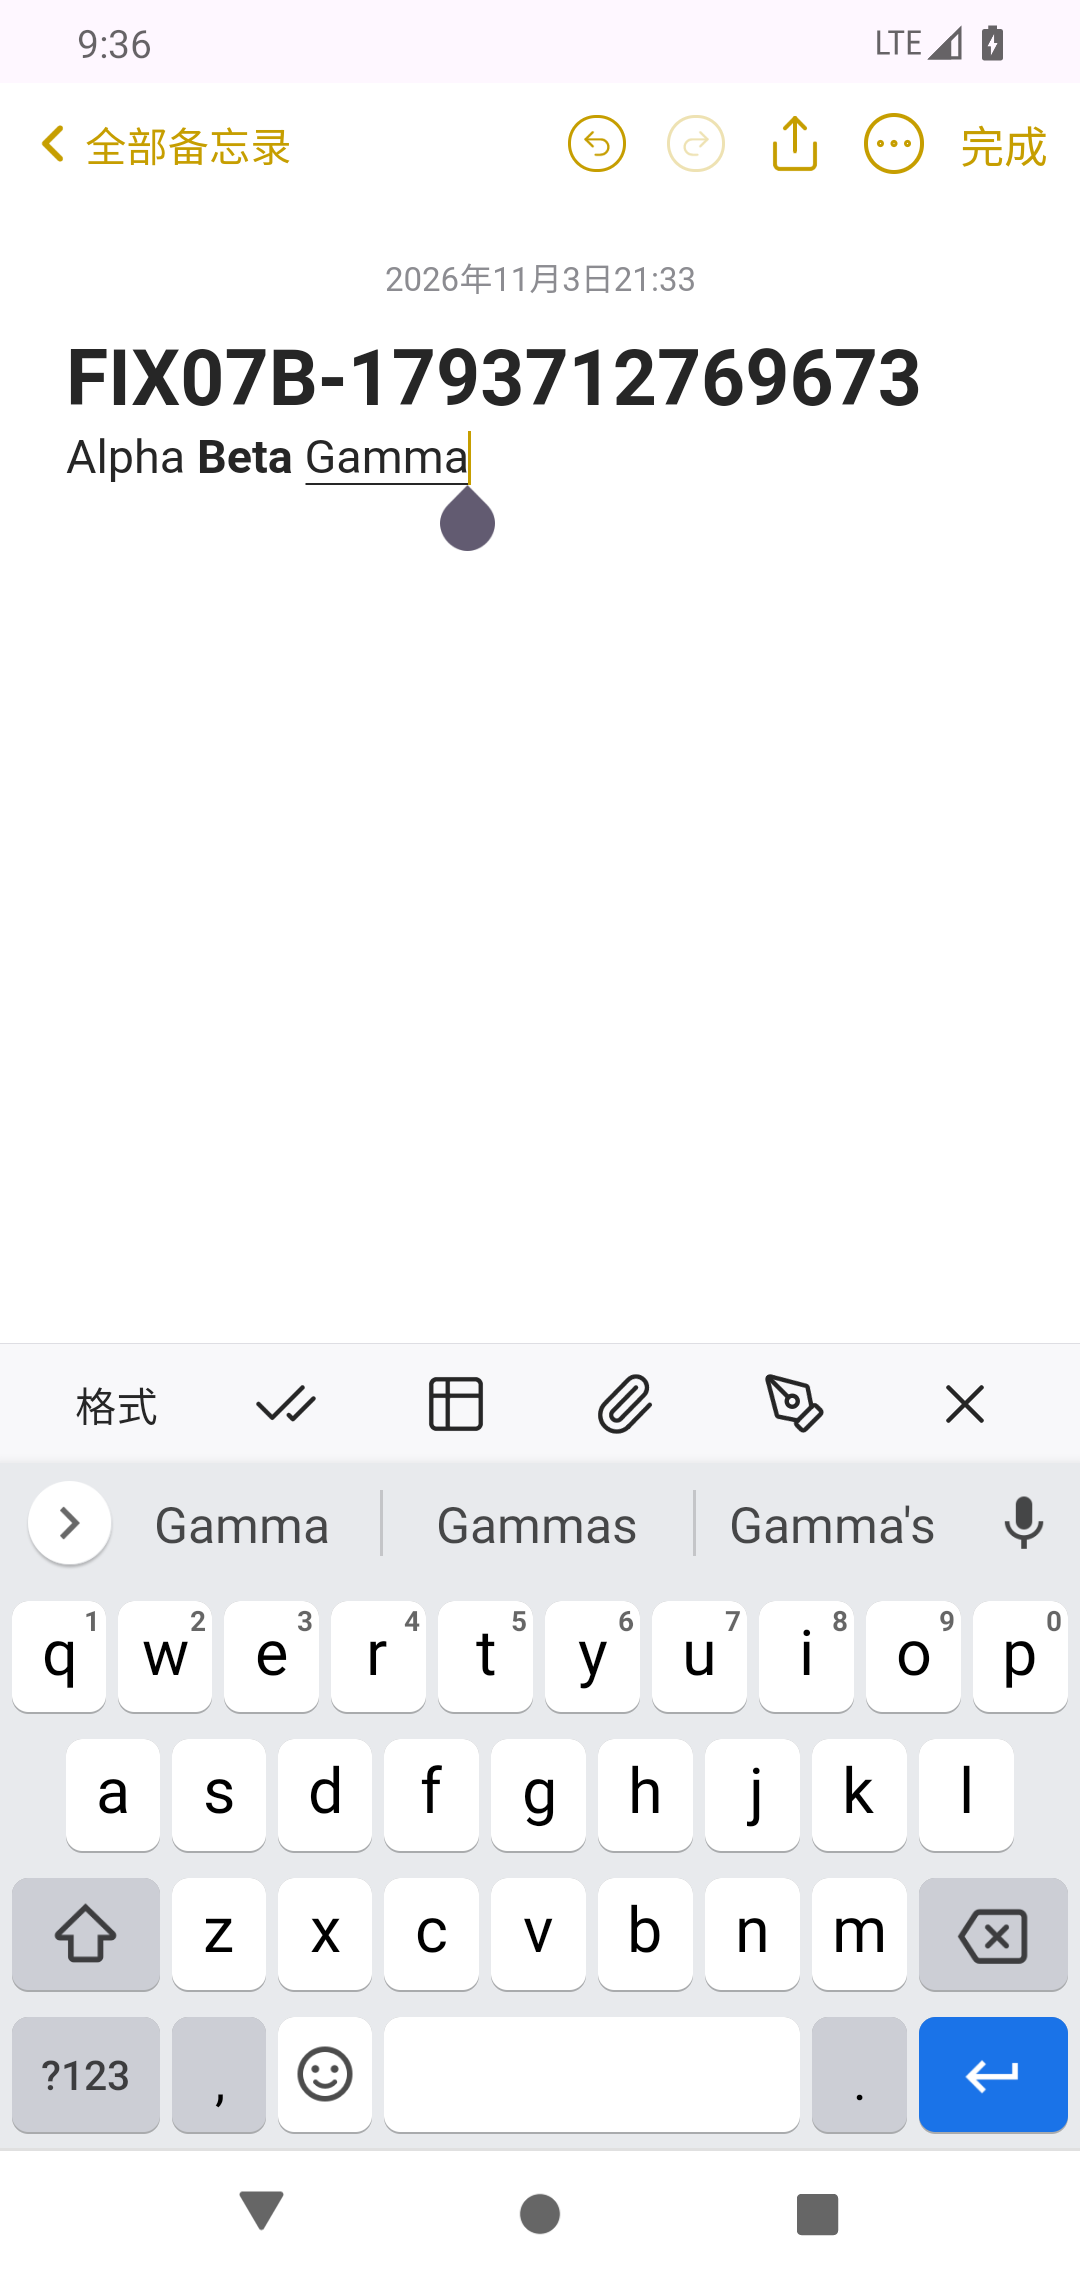 9:36
LTE
全部备忘录
完成
2026年11月3日21:33
FIX07B-1793712769673
Alpha Beta Gamma
格式
Gamma Gammas Gamma's
q 1 w 2 e 3 r 4 t 5 y 6 u 7 i 8 o 9 p 0
a s d f g h j k l
z x c v b n m
?123 , .